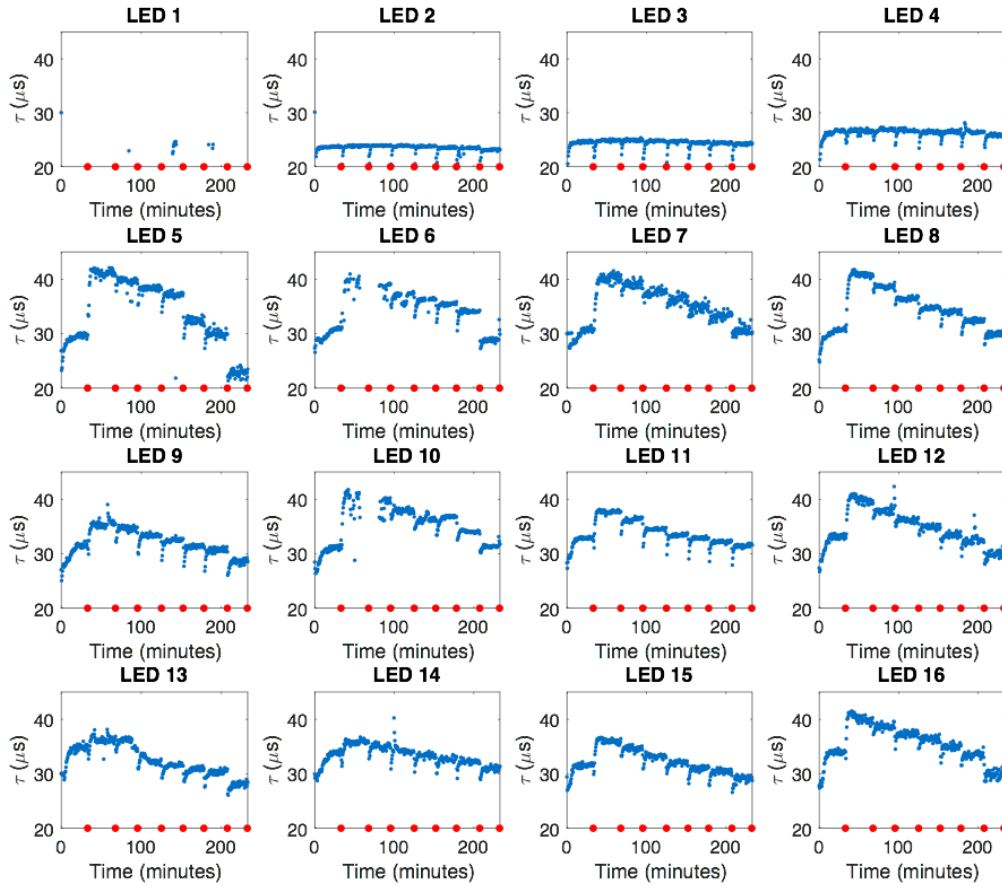 LED 1 LED 2 LED 3 LED 4
τ (μs) 40 30 20 τ (μs) 40 30 20 τ (μs) 40 30 20 τ (μs) 40 30 20
0 100 200 0 100 200 0 100 200 0 100 200
Time (minutes) Time (minutes) Time (minutes) Time (minutes)
LED 5 LED 6 LED 7 LED 8
τ (μs) 40 30 20 τ (μs) 40 30 20 τ (μs) 40 30 20 τ (μs) 40 30 20
0 100 200 0 100 200 0 100 200 0 100 200
Time (minutes) Time (minutes) Time (minutes) Time (minutes)
LED 9 LED 10 LED 11 LED 12
τ (μs) 40 30 20 τ (μs) 40 30 20 τ (μs) 40 30 20 τ (μs) 40 30 20
0 100 200 0 100 200 0 100 200 0 100 200
Time (minutes) Time (minutes) Time (minutes) Time (minutes)
LED 13 LED 14 LED 15 LED 16
τ (μs) 40 30 20 τ (μs) 40 30 20 τ (μs) 40 30 20 τ (μs) 40 30 20
0 100 200 0 100 200 0 100 200 0 100 200
Time (minutes) Time (minutes) Time (minutes) Time (minutes)